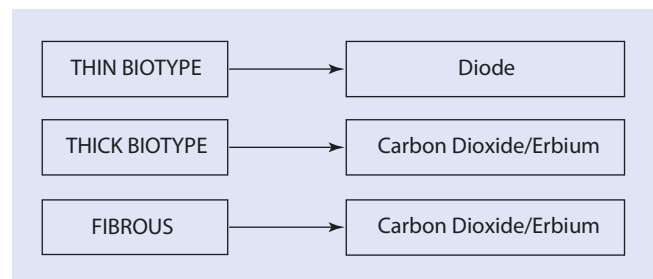 THIN BIOTYPE
Diode
THICK BIOTYPE
Carbon Dioxide/Erbium
FIBROUS
Carbon Dioxide/Erbium